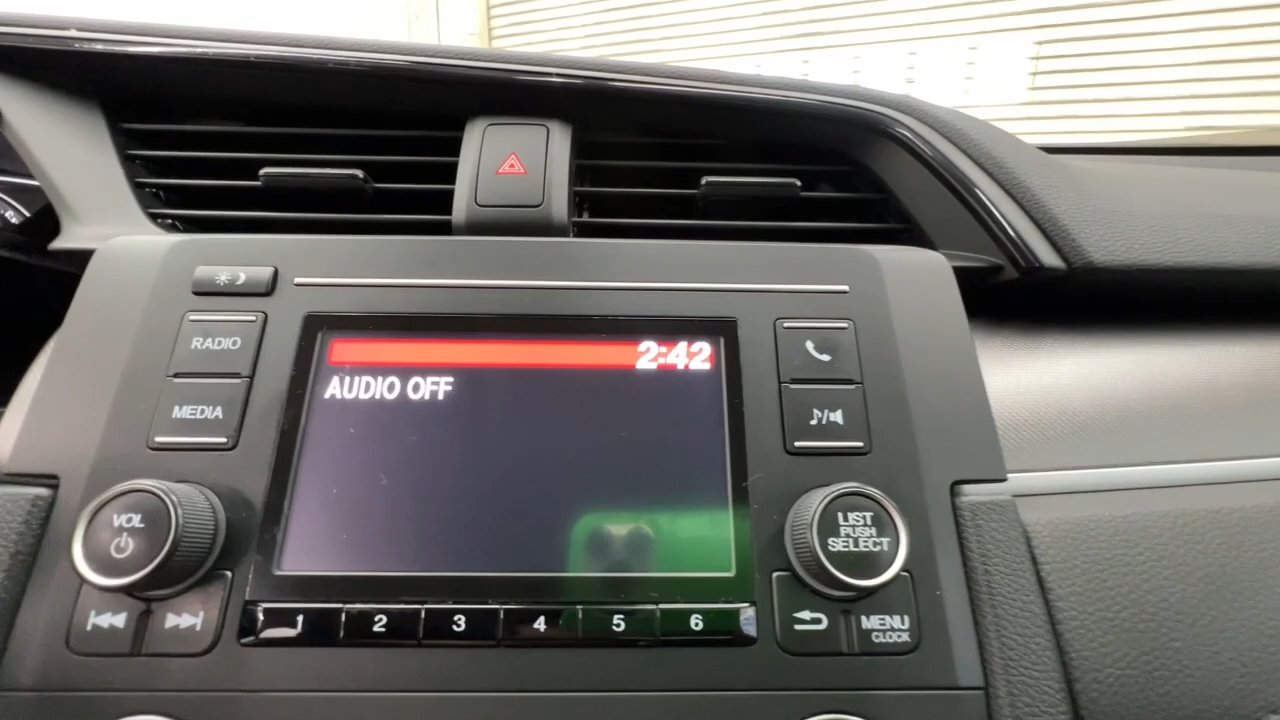 RADIO
MEDIA
2:42
AUDIO OFF
VOL
LIST
PUSH
SELECT
1 2 3 4 5 6
MENU
CLOCK